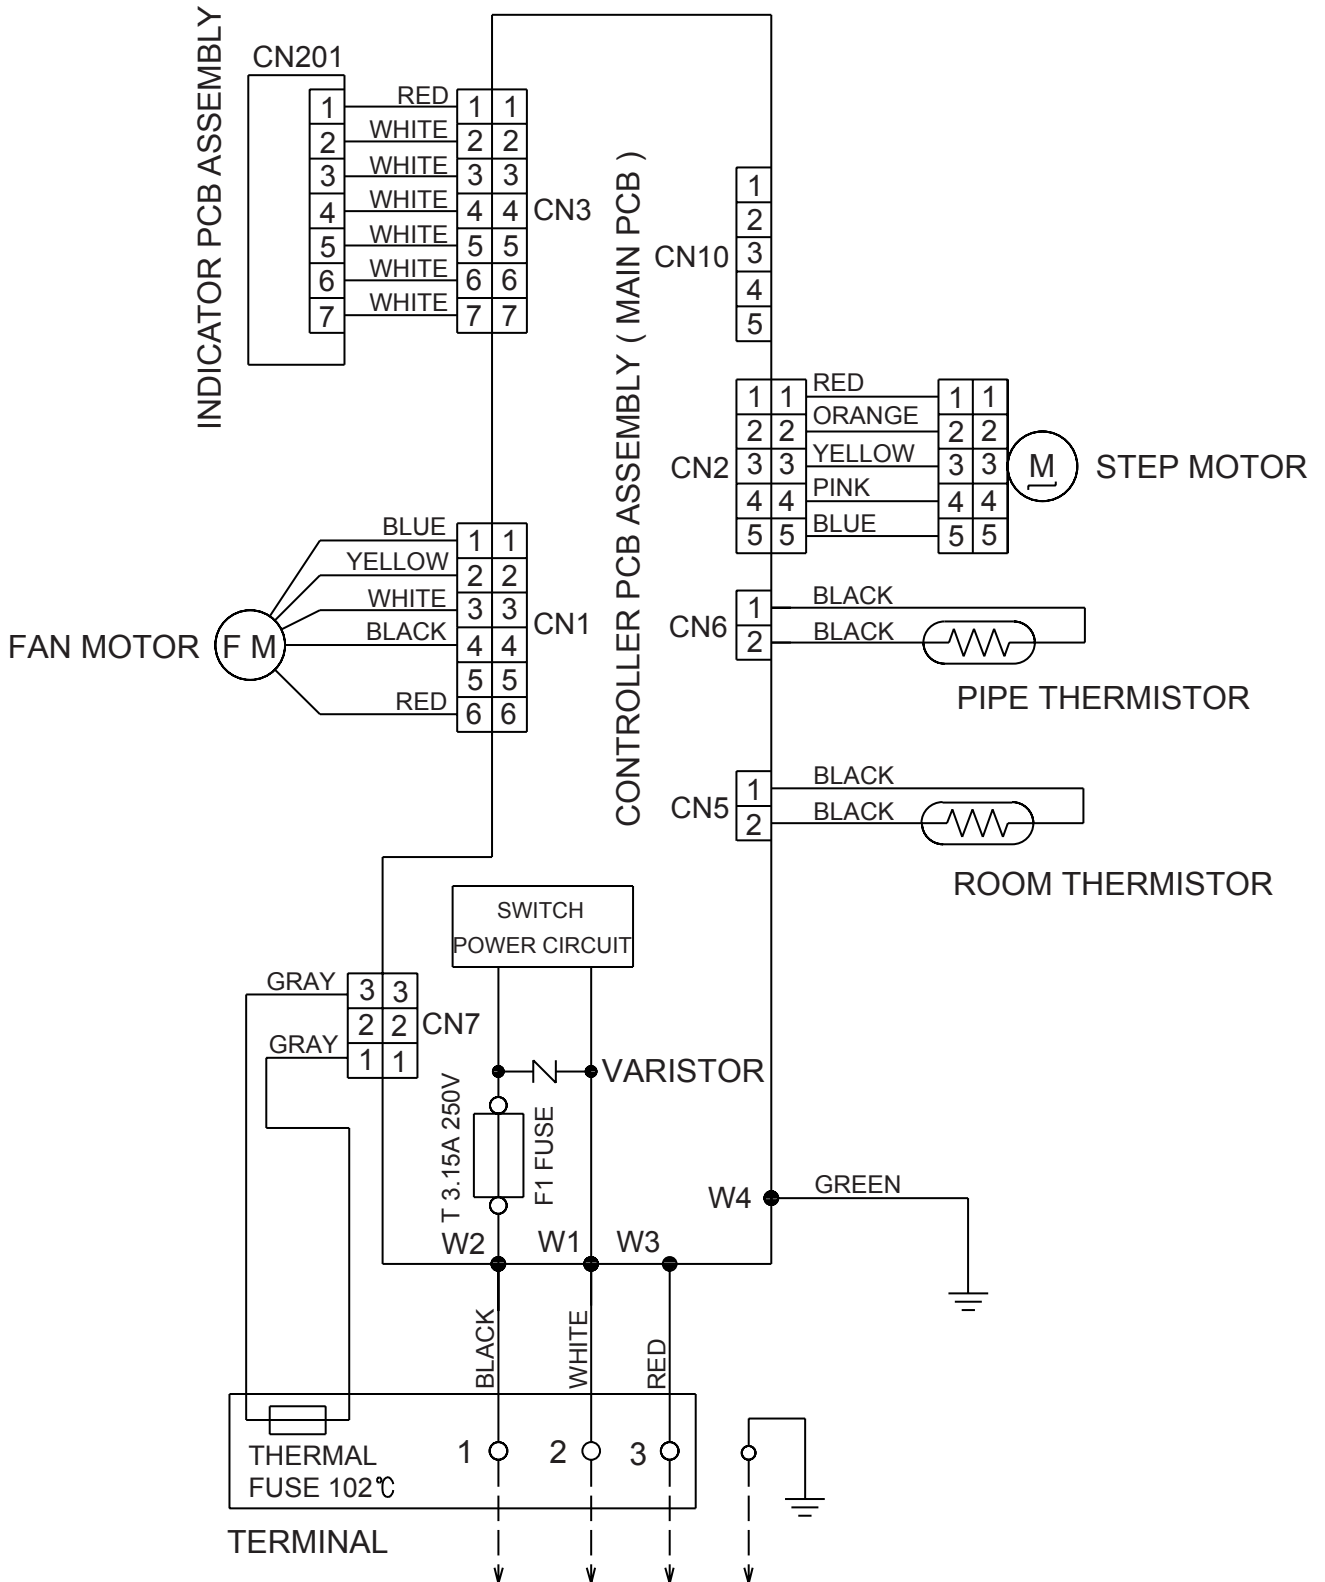 INDICATOR PCB ASSEMBLY
CN201
1 RED 1 1
2 WHITE 2 2
3 WHITE 3 3
4 WHITE 4 4
5 WHITE 5 5
6 WHITE 6 6
7 WHITE 7 7
CN3
CONTROLLER PCB ASSEMBLY ( MAIN PCB )
CN10
1
2
3
4
5
CN2
1 1 RED 1 1
2 2 ORANGE 2 2
3 3 YELLOW 3 3
4 4 PINK 4 4
5 5 BLUE 5 5
M
STEP MOTOR
FAN MOTOR
F M
BLUE 1 1
YELLOW 2 2
WHITE 3 3
BLACK 4 4
5 5
RED 6 6
CN1
CN6
1 BLACK
2 BLACK
PIPE THERMISTOR
CN5
1 BLACK
2 BLACK
ROOM THERMISTOR
SWITCH
POWER CIRCUIT
GRAY 3 3
2 2
GRAY 1 1
CN7
VARISTOR
T 3.15A 250V
F1 FUSE
W4 GREEN
W2 W1 W3
BLACK
WHITE
RED
THERMAL
FUSE 102℃
1 2 3
TERMINAL